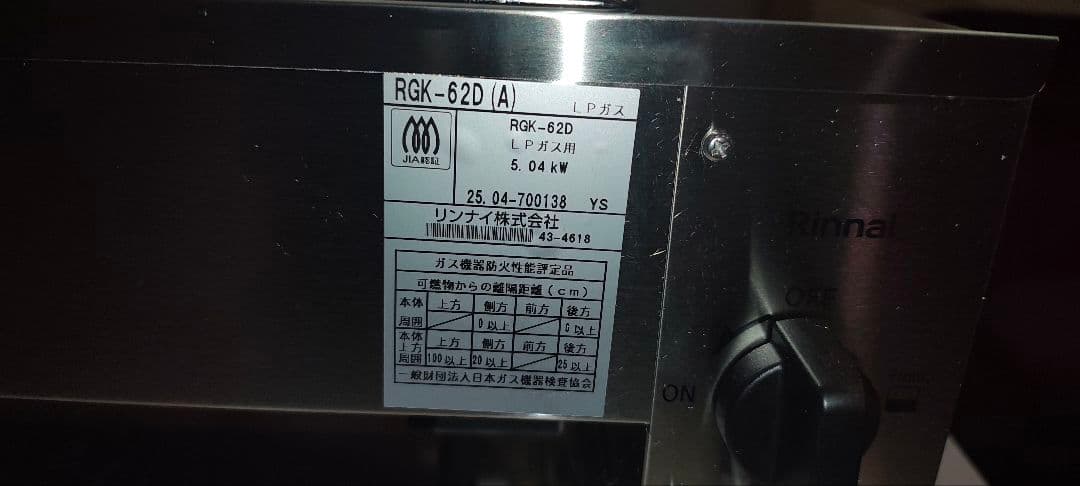 RGK-62D(A) LPガス
JIA認証
RGK-62D
LPガス用
5.04kW
25.04-700138 YS
リンナイ株式会社
43-4618
ガス機器防火性能評定品
可燃物からの離隔距離(cm)
本体周囲 上方 側方 前方 後方
0以上 0以上
本体上方周囲 上方 側方 前方 後方
100以上 20以上 25以上
一般財団法人日本ガス機器検査協会
Rinnai
OFF
ON